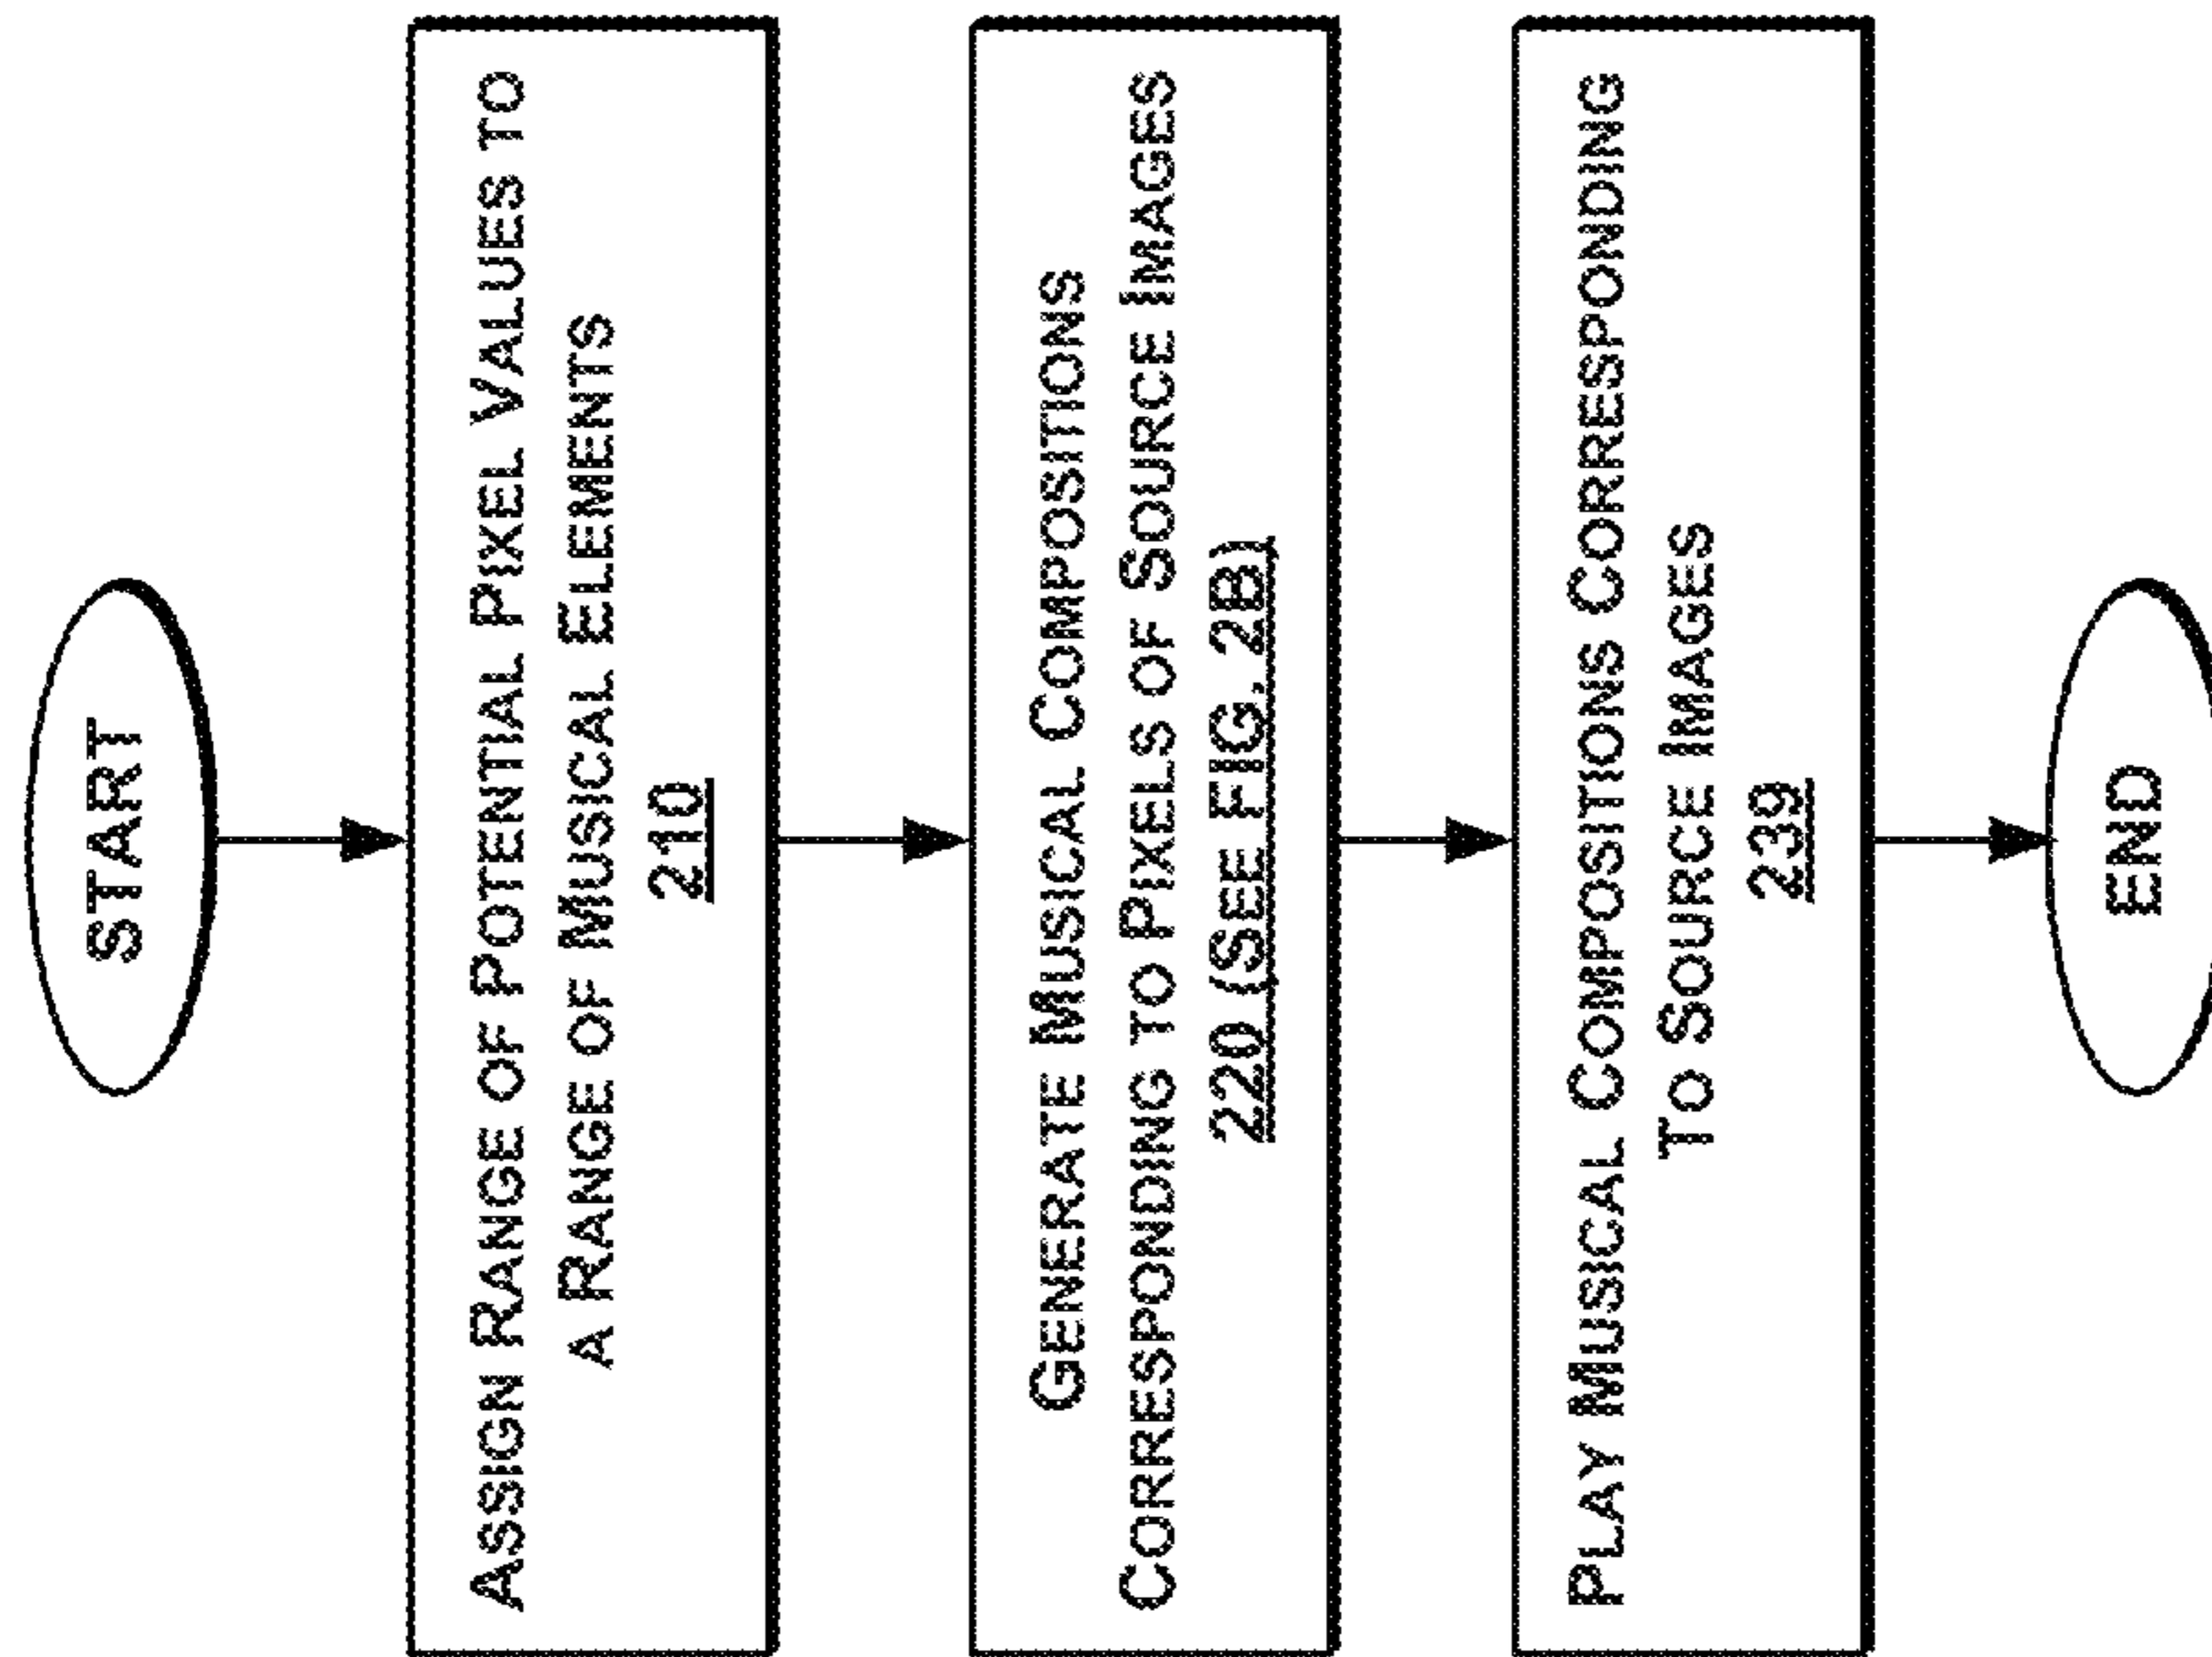 START
ASSIGN RANGE OF POTENTIAL PIXEL VALUES TO
A RANGE OF MUSICAL ELEMENTS
210
GENERATE MUSICAL COMPOSITIONS
CORRESPONDING TO PIXELS OF SOURCE IMAGES
220 (SEE FIG. 2B)
PLAY MUSICAL COMPOSITIONS CORRESPONDING
TO SOURCE IMAGES
239
END